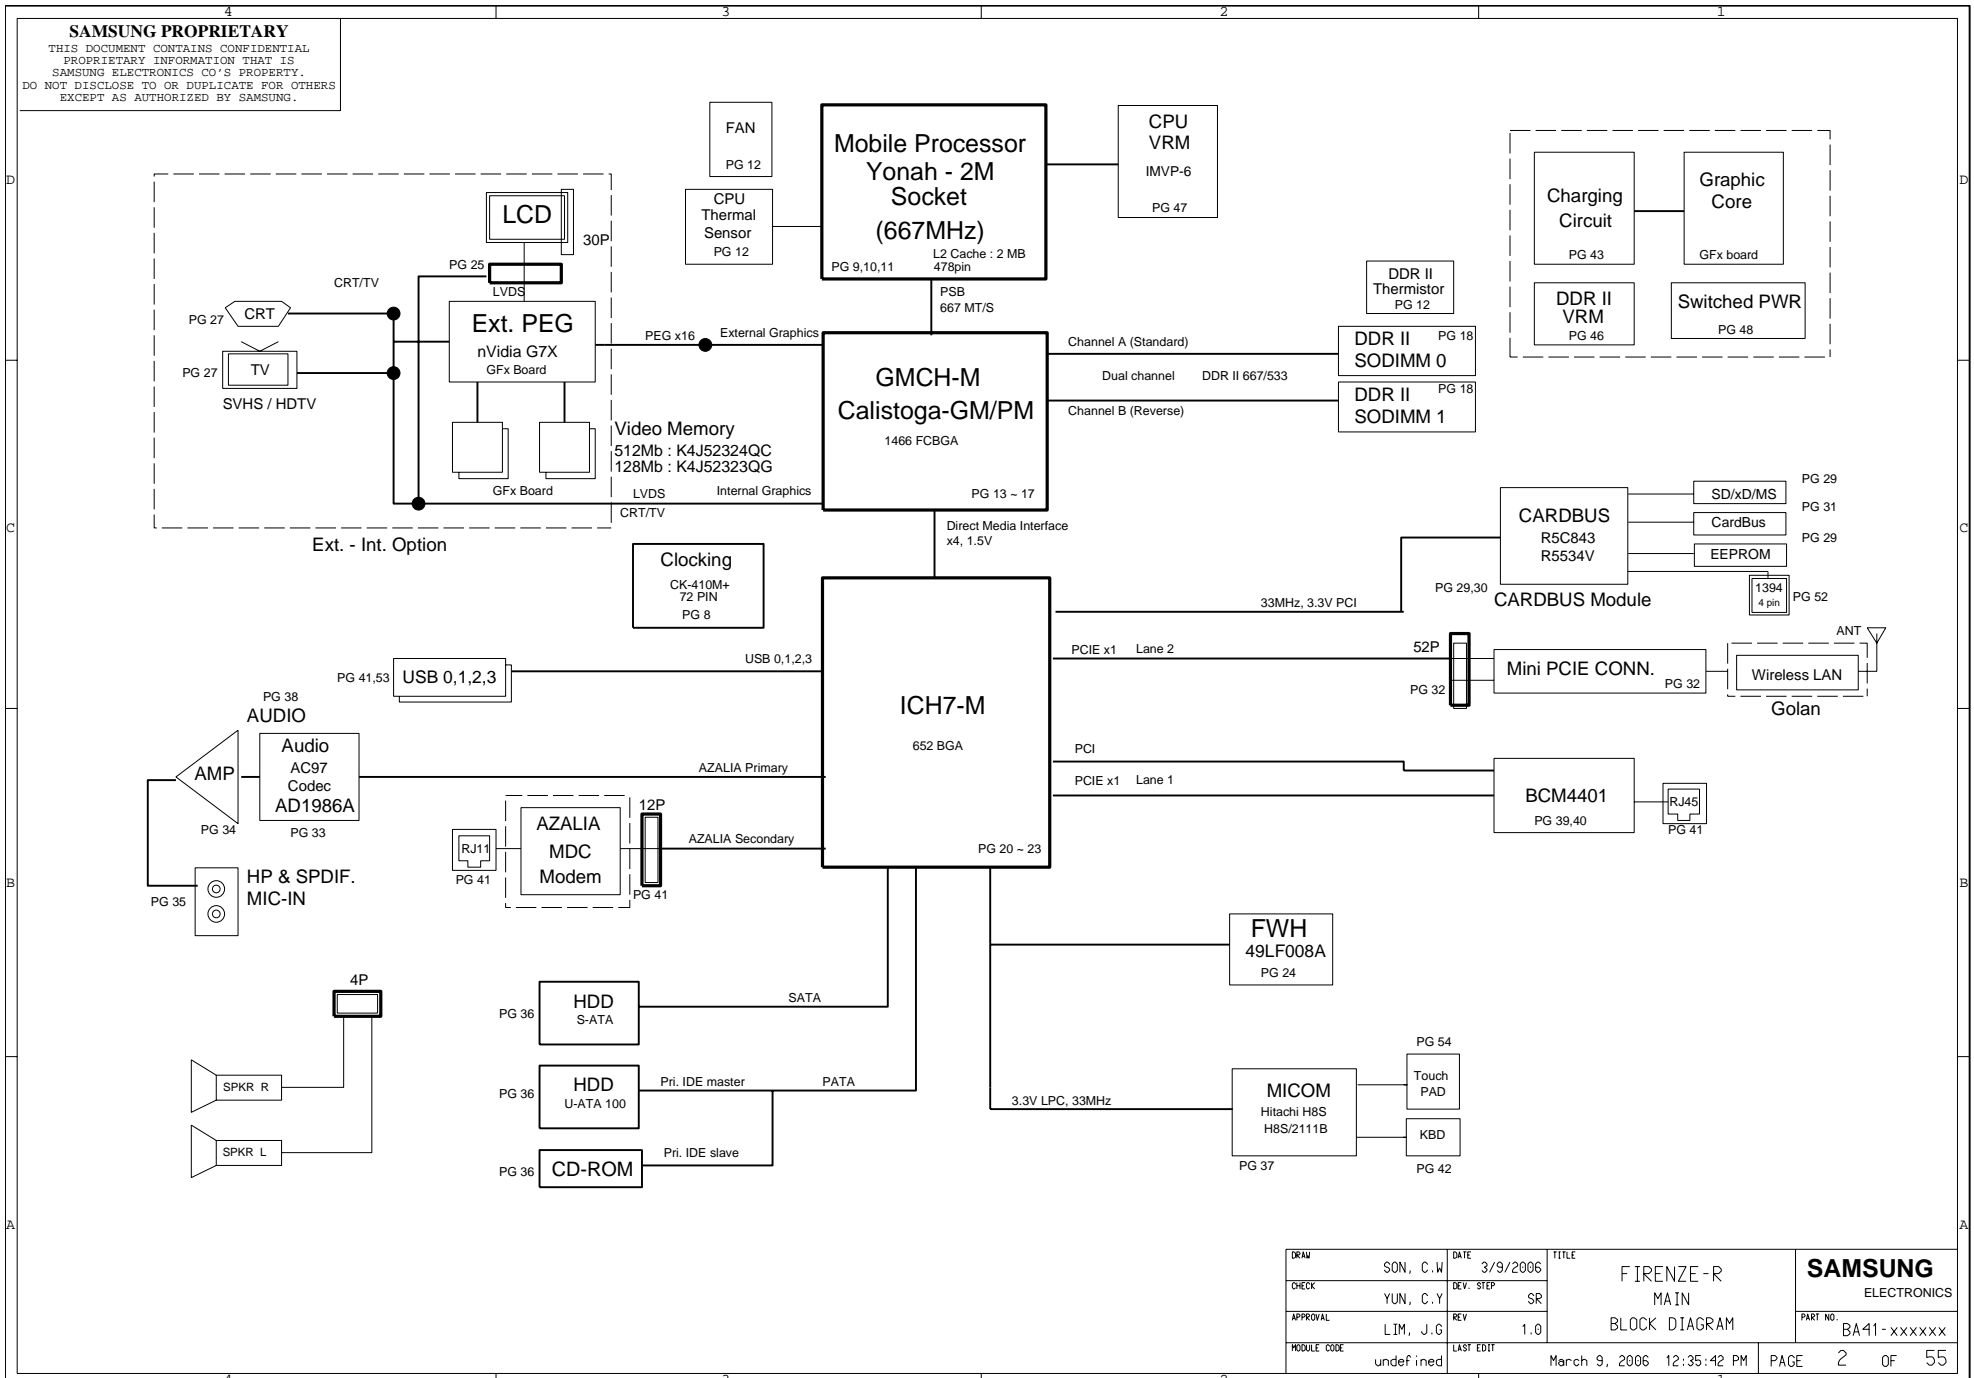 4 3 2 1
SAMSUNG PROPRIETARY
THIS DOCUMENT CONTAINS CONFIDENTIAL
PROPRIETARY INFORMATION THAT IS
SAMSUNG ELECTRONICS CO'S PROPERTY.
DO NOT DISCLOSE TO OR DUPLICATE FOR OTHERS
EXCEPT AS AUTHORIZED BY SAMSUNG.
D
D
FAN
PG 12
CPU
Thermal
Sensor
PG 12
Mobile Processor
Yonah - 2M
Socket
(667MHz)
L2 Cache : 2 MB
478pin
PG 9,10,11
CPU
VRM
IMVP-6
PG 47
Charging
Circuit
PG 43
Graphic
Core
GFx board
DDR II
VRM
PG 46
Switched PWR
PG 48
DDR II
Thermistor
PG 12
LCD
30P
PG 25
LVDS
CRT/TV
PG 27
CRT
PG 27
TV
SVHS / HDTV
Ext. PEG
nVidia G7X
GFx Board
PEG x16
External Graphics
Video Memory
512Mb : K4J52324QC
128Mb : K4J52323QG
GFx Board
LVDS
CRT/TV
Internal Graphics
Ext. - Int. Option
PSB
667 MT/S
GMCH-M
Calistoga-GM/PM
1466 FCBGA
PG 13 ~ 17
Channel A (Standard)
Dual channel
DDR II 667/533
Channel B (Reverse)
DDR II
SODIMM 0
PG 18
DDR II
SODIMM 1
PG 18
C
C
Direct Media Interface
x4, 1.5V
Clocking
CK-410M+
72 PIN
PG 8
CARDBUS
R5C843
R5534V
PG 29,30
CARDBUS Module
SD/xD/MS
PG 29
PG 31
CardBus
PG 29
EEPROM
1394
4 pin
PG 52
33MHz, 3.3V PCI
ICH7-M
652 BGA
PG 20 ~ 23
PCIE x1
Lane 2
52P
PG 32
Mini PCIE CONN.
PG 32
ANT
Wireless LAN
Golan
PCI
PCIE x1
Lane 1
BCM4401
PG 39,40
RJ45
PG 41
PG 41,53
USB 0,1,2,3
USB 0,1,2,3
PG 38
AUDIO
AMP
PG 34
Audio
AC97
Codec
AD1986A
PG 33
AZALIA Primary
HP & SPDIF.
MIC-IN
PG 35
RJ11
PG 41
AZALIA
MDC
Modem
12P
PG 41
AZALIA Secondary
B
B
FWH
49LF008A
PG 24
4P
SPKR R
SPKR L
PG 36
HDD
S-ATA
SATA
PG 36
HDD
U-ATA 100
Pri. IDE master
PATA
PG 36
CD-ROM
Pri. IDE slave
3.3V LPC, 33MHz
MICOM
Hitachi H8S
H8S/2111B
PG 37
PG 54
Touch
PAD
KBD
PG 42
A
A
DRAW
SON, C.W
DATE
3/9/2006
TITLE
FIRENZE-R
MAIN
BLOCK DIAGRAM
SAMSUNG
ELECTRONICS
CHECK
YUN, C.Y
DEV. STEP
SR
APPROVAL
LIM, J.G
REV
1.0
PART NO.
BA41-xxxxxx
MODULE CODE
undefined
LAST EDIT
March 9, 2006 12:35:42 PM
PAGE 2 OF 55
4 3 2 1